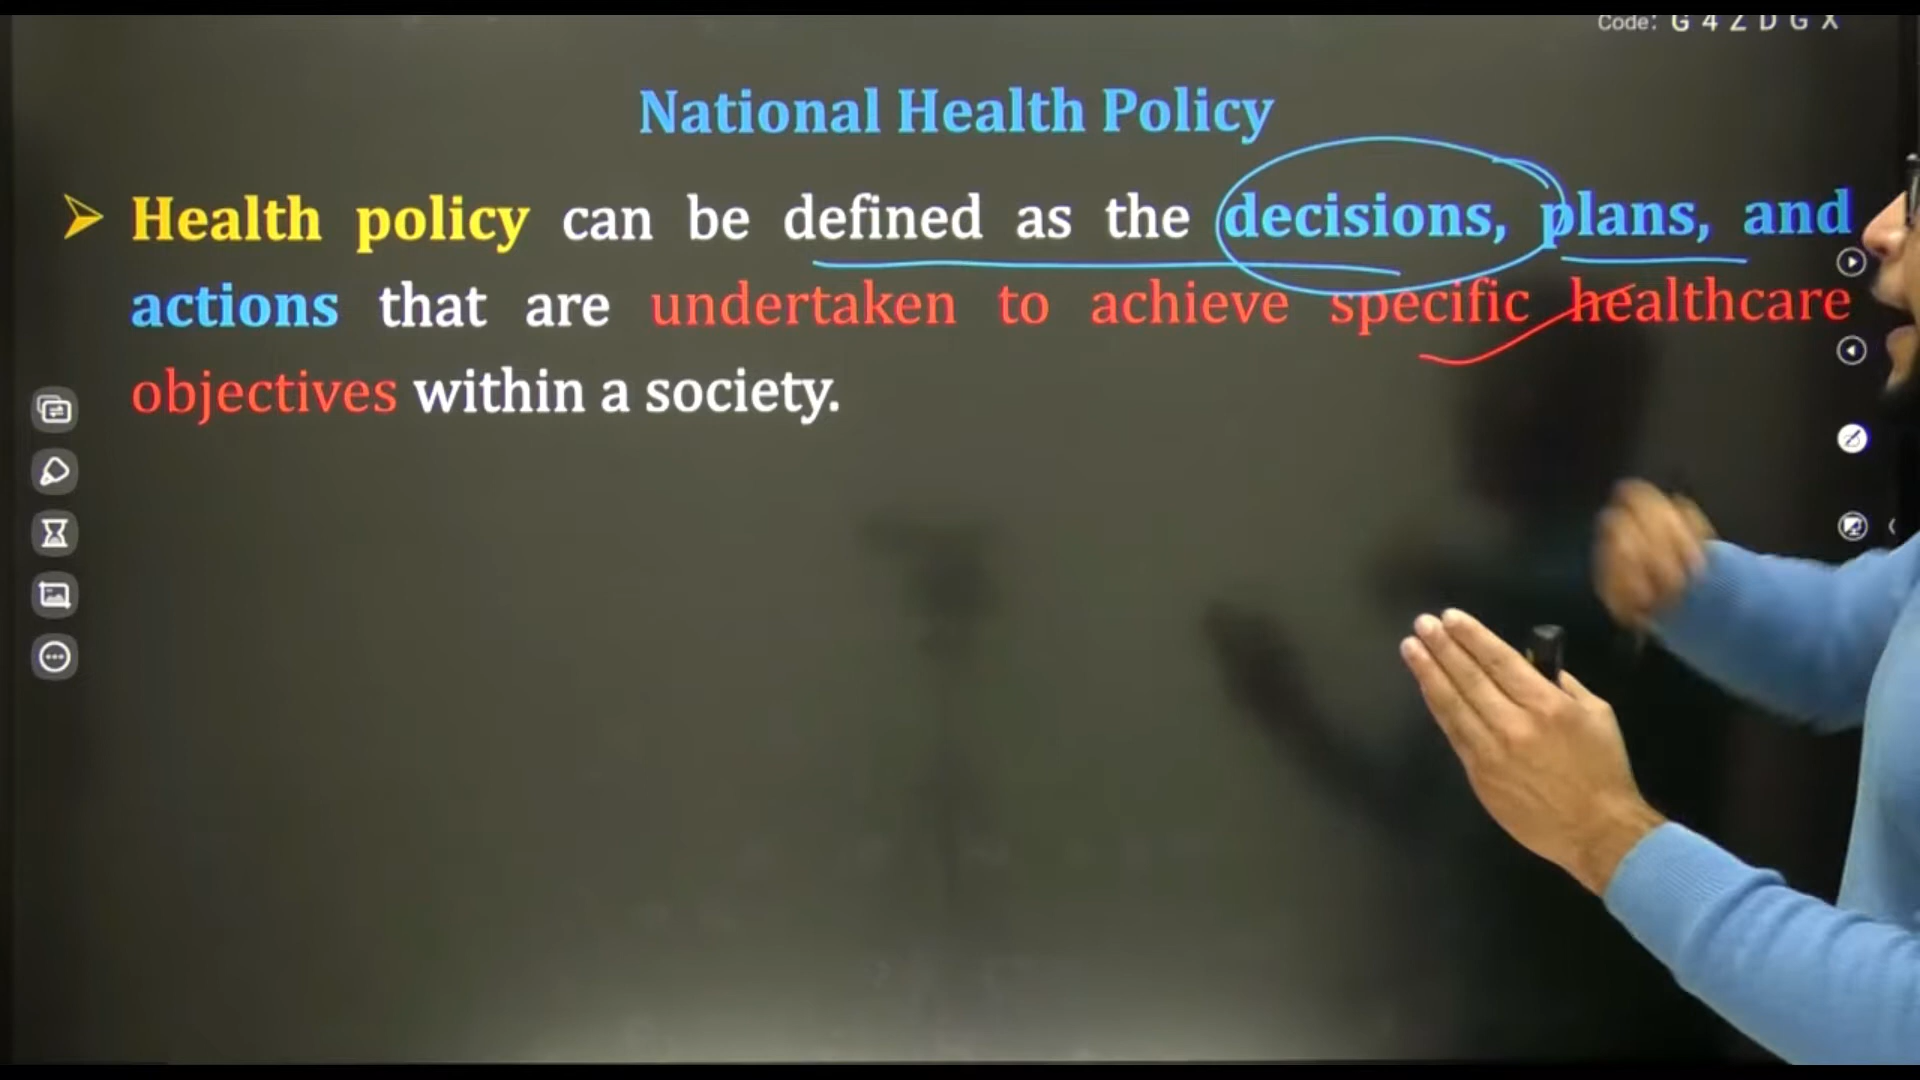 Code: G 4 Z D G X
National Health Policy
➢ Health policy can be defined as the decisions, plans, and
actions that are undertaken to achieve specific healthcare
objectives within a society.